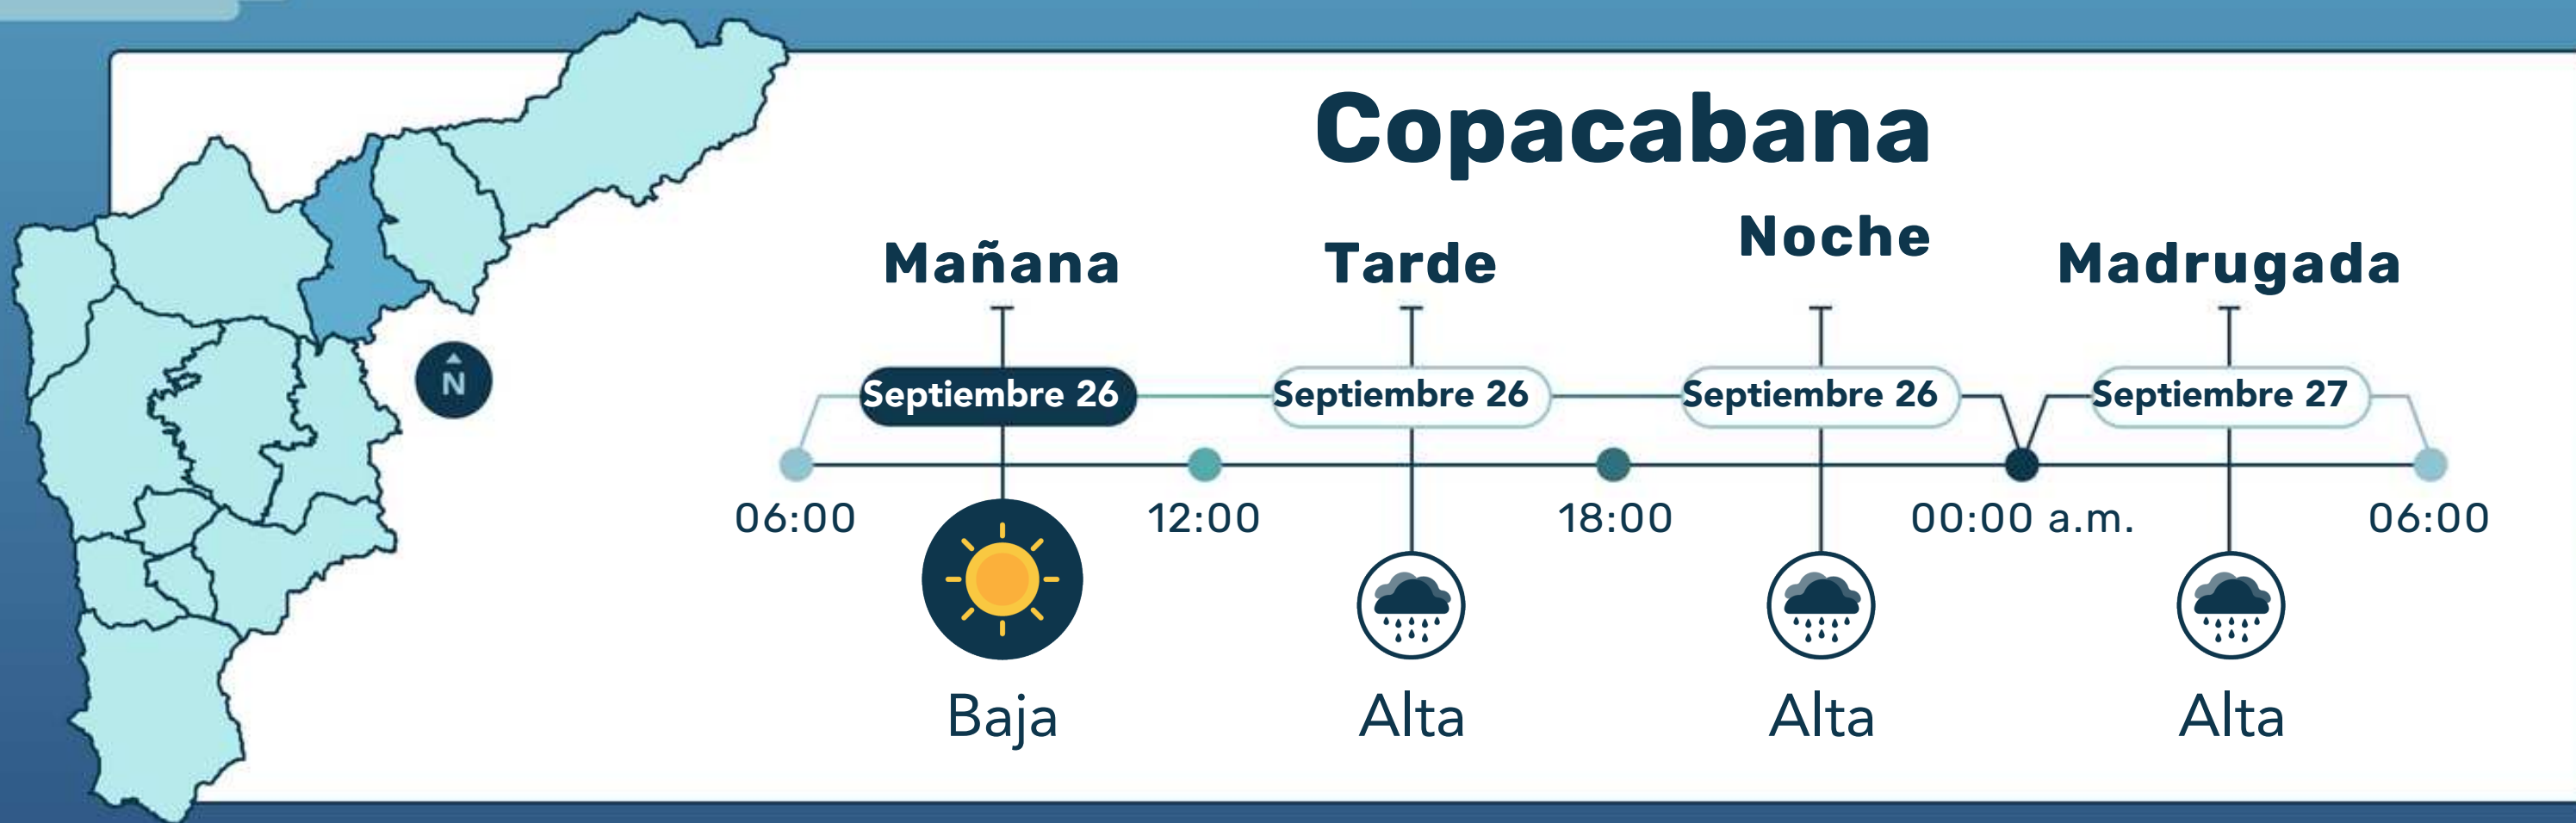 Copacabana
Mañana
Tarde
Noche
Madrugada
Septiembre 26
Septiembre 26
Septiembre 26
Septiembre 27
N
06:00
12:00
18:00
00:00 a.m.
06:00
Baja
Alta
Alta
Alta